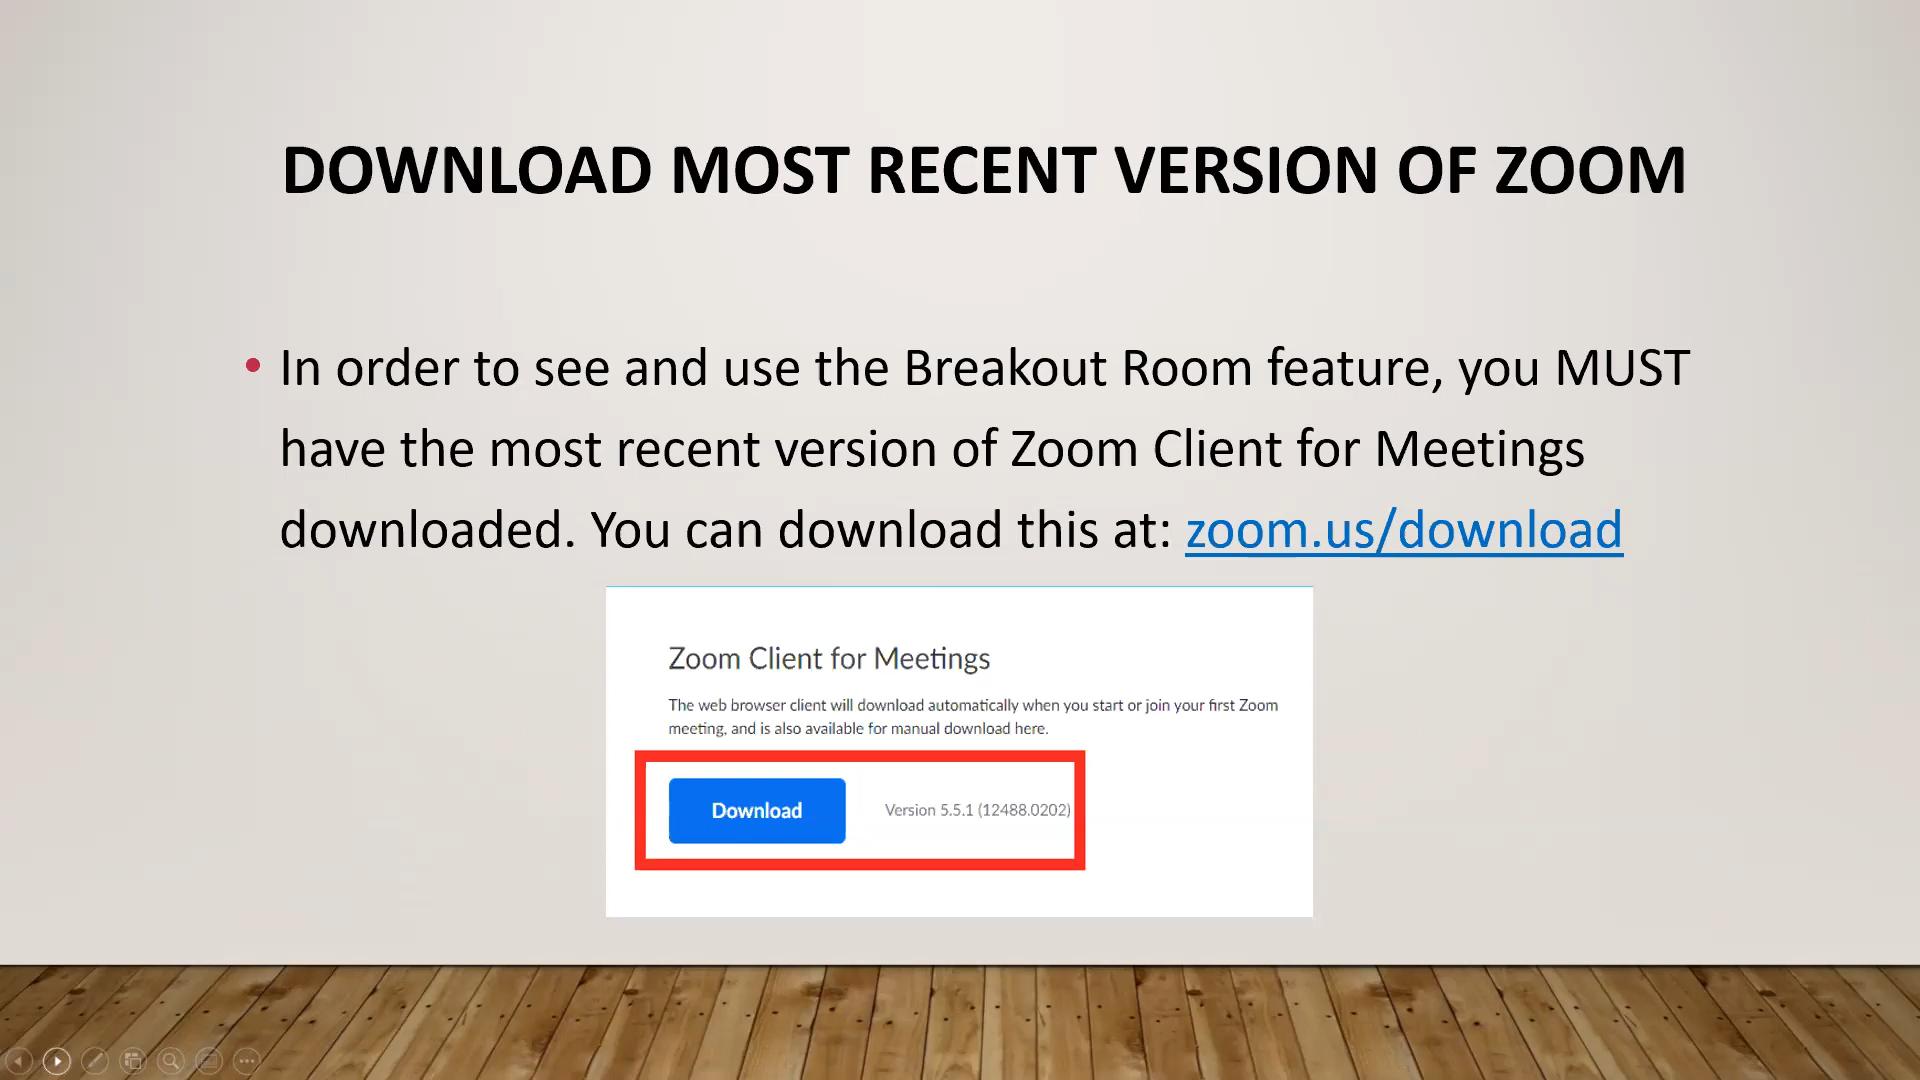 DOWNLOAD MOST RECENT VERSION OF ZOOM
• In order to see and use the Breakout Room feature, you MUST
have the most recent version of Zoom Client for Meetings
downloaded. You can download this at: zoom.us/download
Zoom Client for Meetings
The web browser client will download automatically when you start or join your first Zoom
meeting, and is also available for manual download here.
Download Version 5.5.1 (12488.0202)